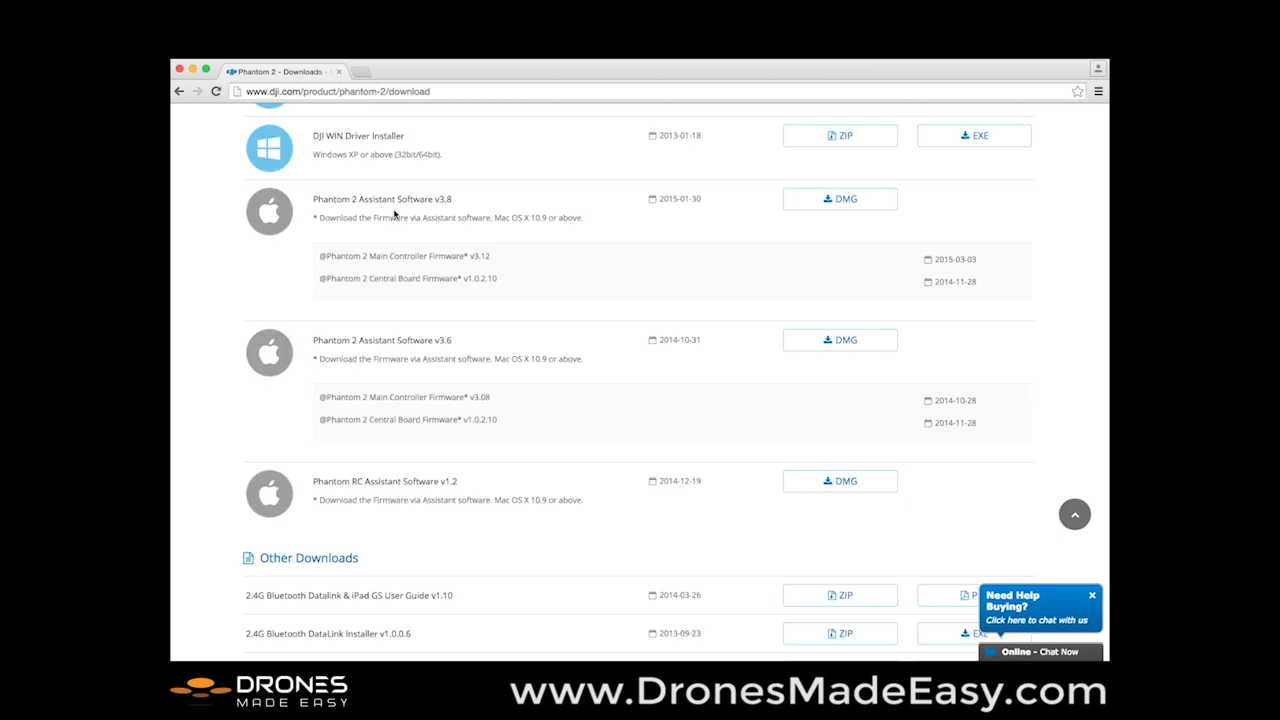 Phantom 2 - Downloads -
www.dji.com/product/phantom-2/download
DJI WIN Driver Installer 2013-01-18 ZIP EXE
Windows XP or above (32bit/64bit).
Phantom 2 Assistant Software v3.8 2015-01-30 DMG
* Download the Firmware via Assistant software. Mac OS X 10.9 or above.
@Phantom 2 Main Controller Firmware* v3.12 2015-03-03
@Phantom 2 Central Board Firmware* v1.0.2.10 2014-11-28
Phantom 2 Assistant Software v3.6 2014-10-31 DMG
* Download the Firmware via Assistant software. Mac OS X 10.9 or above.
@Phantom 2 Main Controller Firmware* v3.08 2014-10-28
@Phantom 2 Central Board Firmware* v1.0.2.10 2014-11-28
Phantom RC Assistant Software v1.2 2014-12-19 DMG
* Download the Firmware via Assistant software. Mac OS X 10.9 or above.
Other Downloads
2.4G Bluetooth Datalink & iPad GS User Guide v1.10 2014-03-26 ZIP P
2.4G Bluetooth DataLink Installer v1.0.0.6 2013-09-23 ZIP EXE
Need Help
Buying?
Click here to chat with us
Online - Chat Now
DRONES
MADE EASY
www.DronesMadeEasy.com